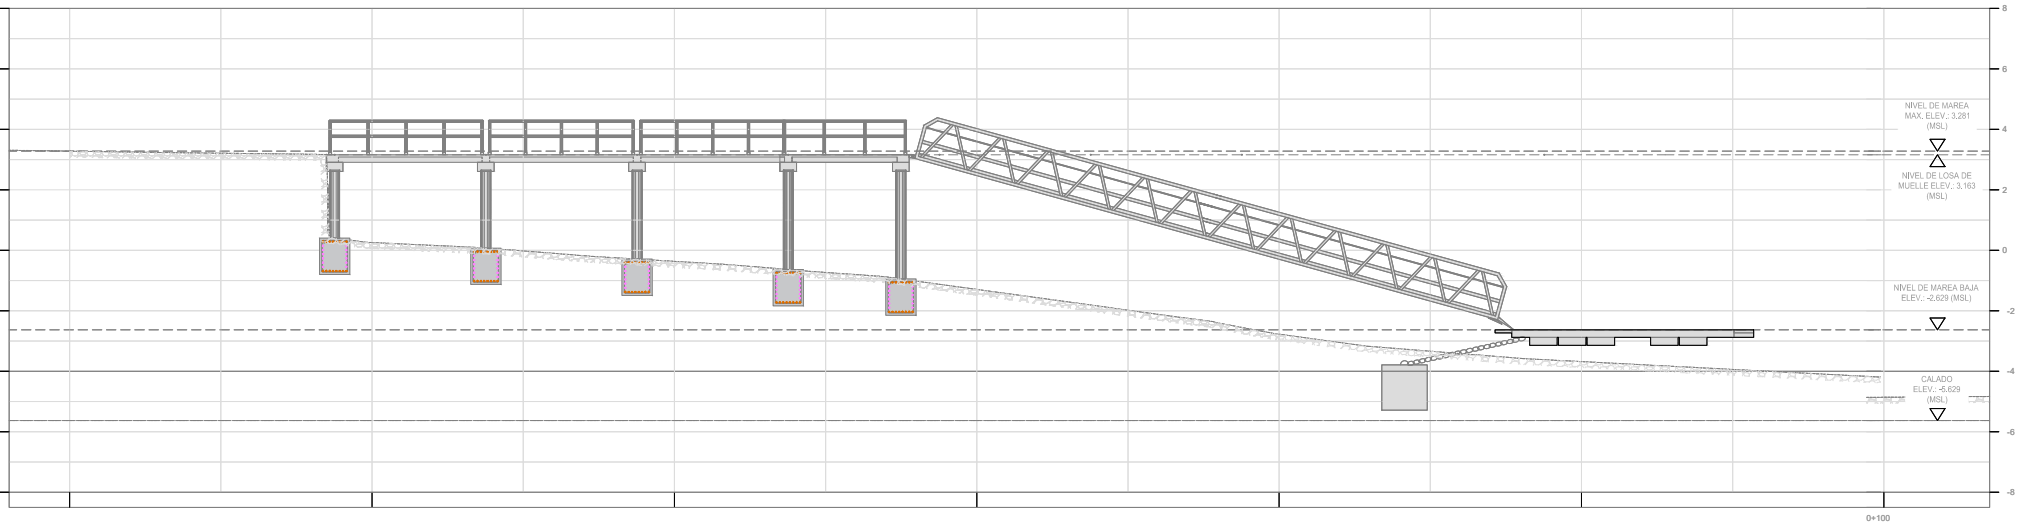 8
6
NIVEL DE MAREA
MAX. ELEV.: 3,281
(MSL)
4
NIVEL DE LOSA DE
MUELLE ELEV.: 3,163
(MSL)
2
0
NIVEL DE MAREA BAJA
ELEV.: -2.629 (MSL)
-2
-4
CALADO
ELEV.: -5.629
(MSL)
-6
-8
0+100